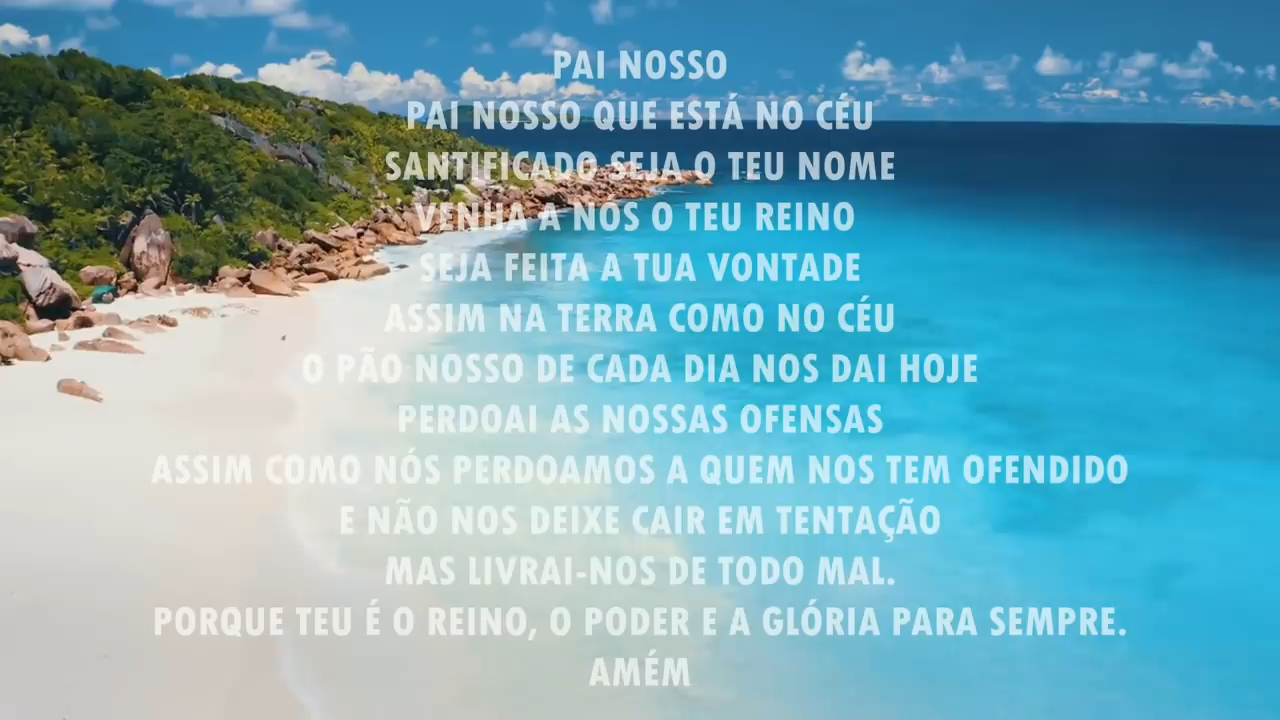 PAI NOSSO
PAI NOSSO QUE ESTÁ NO CÉU
SANTIFICADO SEJA O TEU NOME
VENHA A NÓS O TEU REINO
SEJA FEITA A TUA VONTADE
ASSIM NA TERRA COMO NO CÉU
O PÃO NOSSO DE CADA DIA NOS DAI HOJE
PERDOAI AS NOSSAS OFENSAS
ASSIM COMO NÓS PERDOAMOS A QUEM NOS TEM OFENDIDO
E NÃO NOS DEIXE CAIR EM TENTAÇÃO
MAS LIVRAI-NOS DE TODO MAL.
PORQUE TEU É O REINO, O PODER E A GLÓRIA PARA SEMPRE.
AMÉM